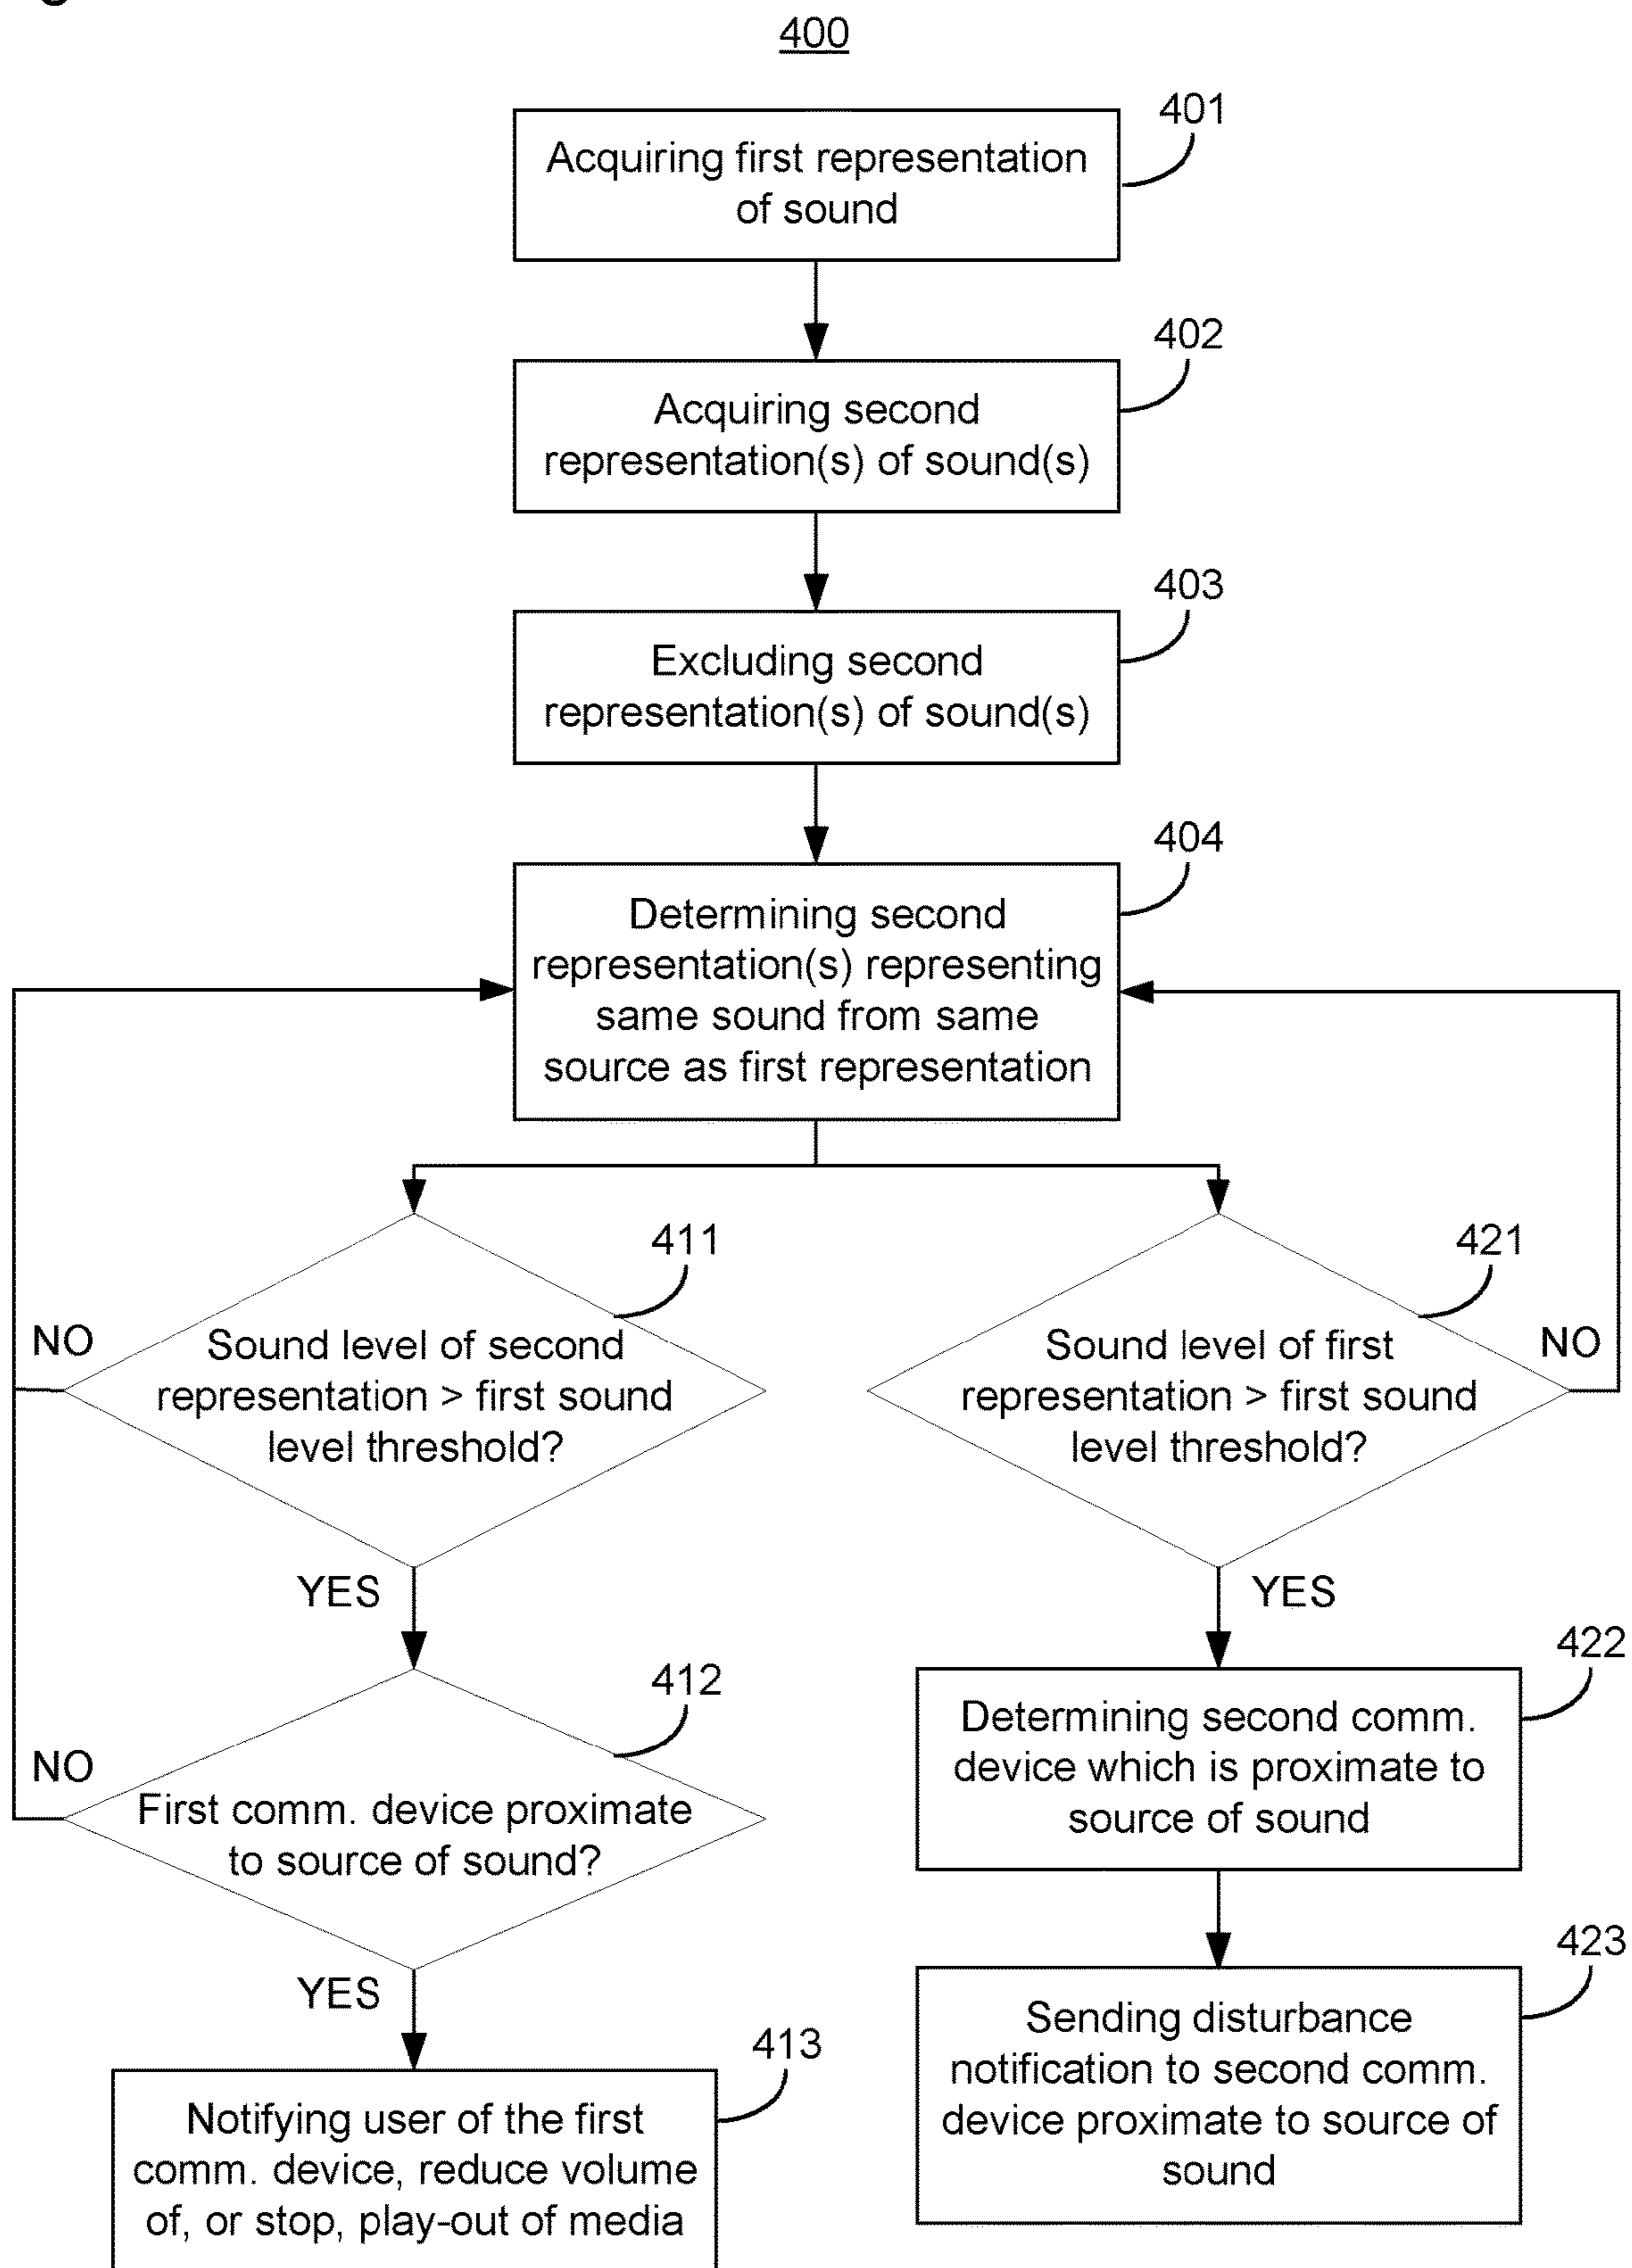 400
401
Acquiring first representation
of sound
402
Acquiring second
representation(s) of sound(s)
403
Excluding second
representation(s) of sound(s)
404
Determining second
representation(s) representing
same sound from same
source as first representation
411
NO
Sound level of second
representation > first sound
level threshold?
YES
421
NO
Sound level of first
representation > first sound
level threshold?
YES
412
NO
First comm. device proximate
to source of sound?
YES
422
Determining second comm.
device which is proximate to
source of sound
413
Notifying user of the first
comm. device, reduce volume
of, or stop, play-out of media
423
Sending disturbance
notification to second comm.
device proximate to source of
sound